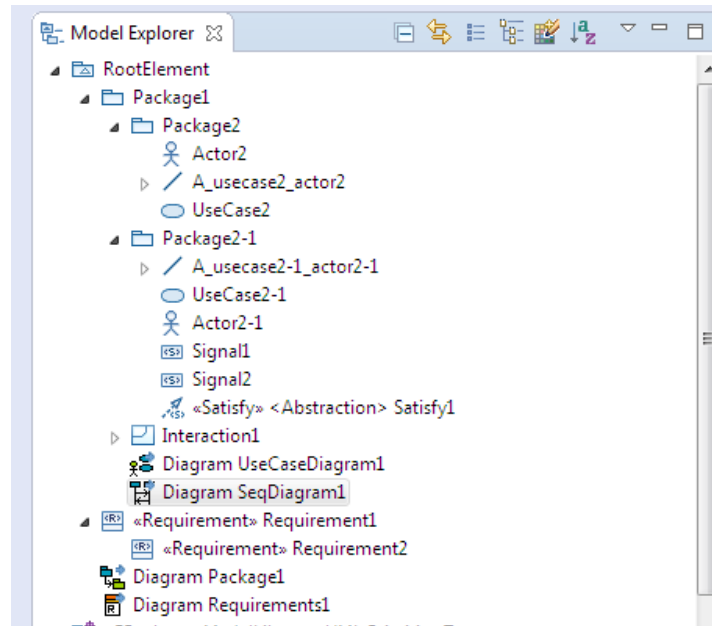 Model Explorer
RootElement
Package1
Package2
Actor2
A_usecase2_actor2
UseCase2
Package2-1
A_usecase2-1_actor2-1
UseCase2-1
Actor2-1
Signal1
Signal2
«Satisfy» <Abstraction> Satisfy1
Interaction1
Diagram UseCaseDiagram1
Diagram SeqDiagram1
«Requirement» Requirement1
«Requirement» Requirement2
Diagram Package1
Diagram Requirements1